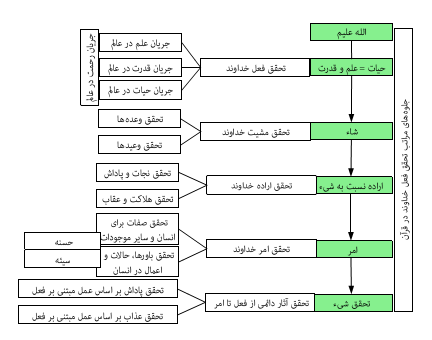 جلوه‌های مراتب تحقق فعل خداوند در قرآن
الله علیم
حیات = علم و قدرت
تحقق فعل خداوند
جریان علم در عالم
جریان قدرت در عالم
جریان حیات در عالم
جریان رحمت در عالم
شاء
تحقق مشیت خداوند
تحقق وعده‌ها
تحقق وعیدها
اراده نسبت به شیء
تحقق اراده خداوند
تحقق نجات و پاداش
تحقق هلاکت و عقاب
امر
تحقق امر خداوند
تحقق صفات برای
انسان و سایر موجودات
تحقق باورها، حالات و
اعمال در انسان
حسنه
سیئه
تحقق شیء
تحقق آثار دائمی از فعل تا امر
تحقق پاداش بر اساس عمل مبتنی بر فعل
تحقق عذاب بر اساس عمل مبتنی بر فعل